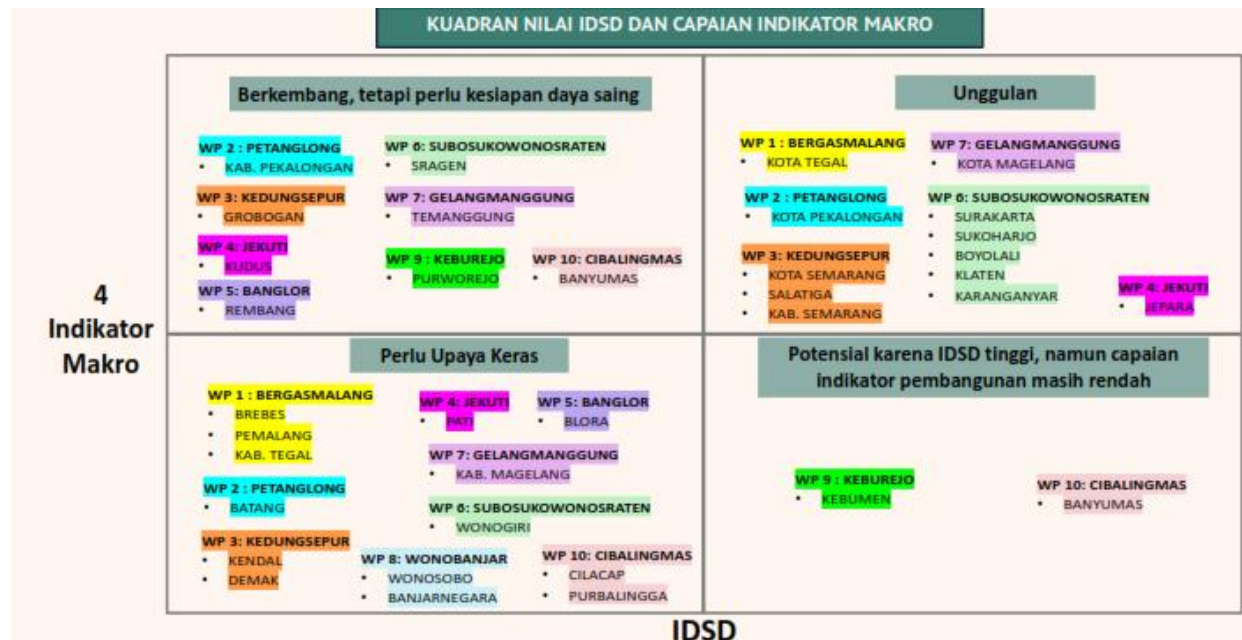 KUADRAN NILAI IDSD DAN CAPAIAN INDIKATOR MAKRO
4
Indikator
Makro
Berkembang, tetapi perlu kesiapan daya saing
WP 2 : PETANGLONG
• KAB. PEKALONGAN
WP 3: KEDUNGSEPUR
• GROBOGAN
WP 4: JEKUTI
• KUDUS
WP 5: BANGLOR
• REMBANG
WP 6: SUBOSUKOWONOSRATEN
• SRAGEN
WP 7: GELANGMANGGUNG
• TEMANGGUNG
WP 9 : KEBUREJO
• PURWOREJO
WP 10: CIBALINGMAS
• BANYUMAS
Unggulan
WP 1 : BERGASMALANG
• KOTA TEGAL
WP 2 : PETANGLONG
• KOTA PEKALONGAN
WP 3: KEDUNGSEPUR
• KOTA SEMARANG
• SALATIGA
• KAB. SEMARANG
WP 7: GELANGMANGGUNG
• KOTA MAGELANG
WP 6: SUBOSUKOWONOSRATEN
• SURAKARTA
• SUKOHARJO
• BOYOLALI
• KLATEN
• KARANGANYAR
WP 4: JEKUTI
• JEPARA
Perlu Upaya Keras
WP 1 : BERGASMALANG
• BREBES
• PEMALANG
• KAB. TEGAL
WP 2 : PETANGLONG
• BATANG
WP 3: KEDUNGSEPUR
• KENDAL
• DEMAK
WP 4: JEKUTI
• PATI
WP 5: BANGLOR
• BLORA
WP 7: GELANGMANGGUNG
• KAB. MAGELANG
WP 6: SUBOSUKOWONOSRATEN
• WONOGIRI
WP 8: WONOBANJAR
• WONOSOBO
• BANJARNEGARA
WP 10: CIBALINGMAS
• CILACAP
• PURBALINGGA
Potensial karena IDSD tinggi, namun capaian
indikator pembangunan masih rendah
WP 9 : KEBUREJO
• KEBUMEN
WP 10: CIBALINGMAS
• BANYUMAS
IDSD